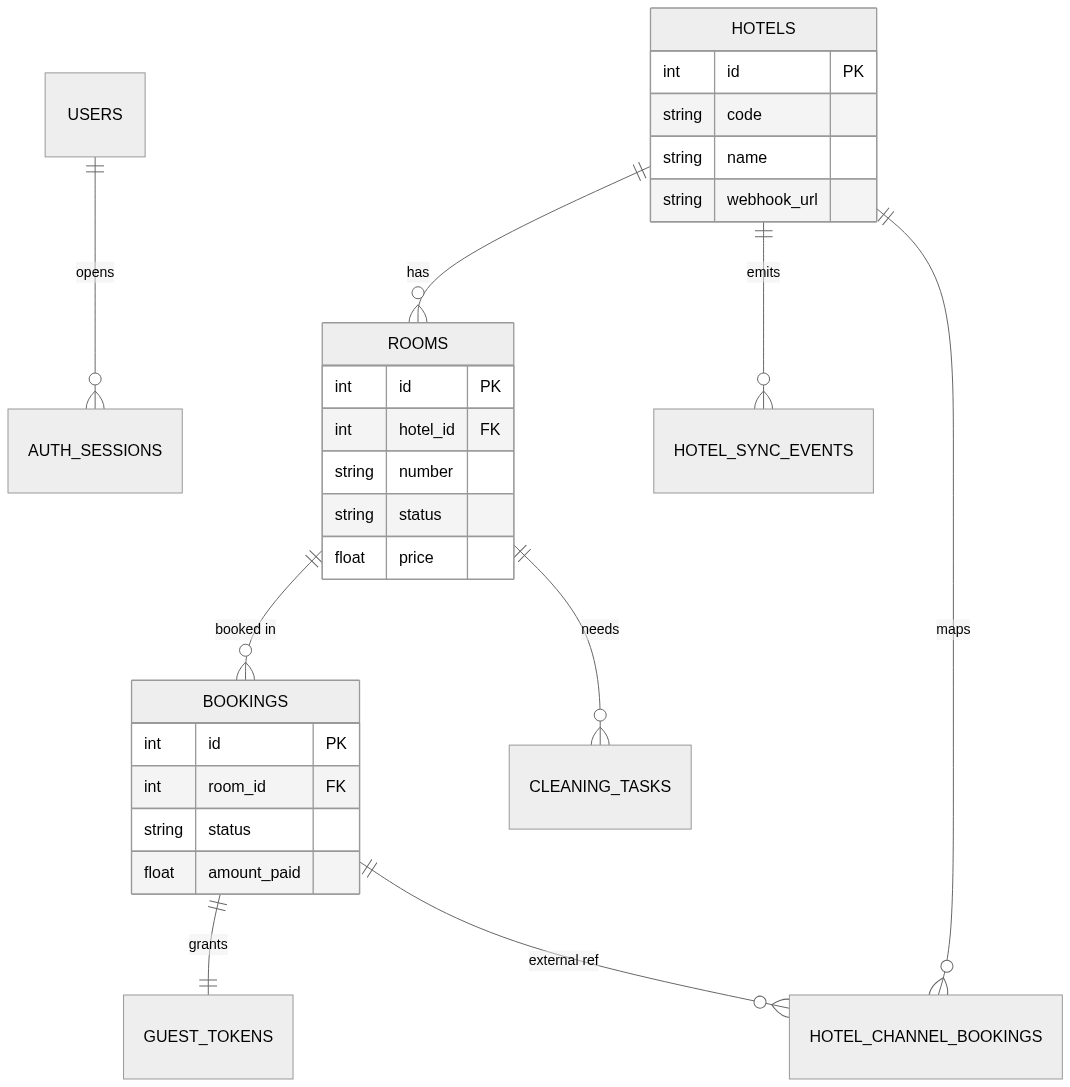 HOTELS
int id PK
string code
string name
string webhook_url
USERS
opens
has
emits
ROOMS
int id PK
int hotel_id FK
string number
string status
float price
AUTH_SESSIONS
HOTEL_SYNC_EVENTS
booked in
needs
maps
BOOKINGS
int id PK
int room_id FK
string status
float amount_paid
CLEANING_TASKS
grants
external ref
GUEST_TOKENS
HOTEL_CHANNEL_BOOKINGS